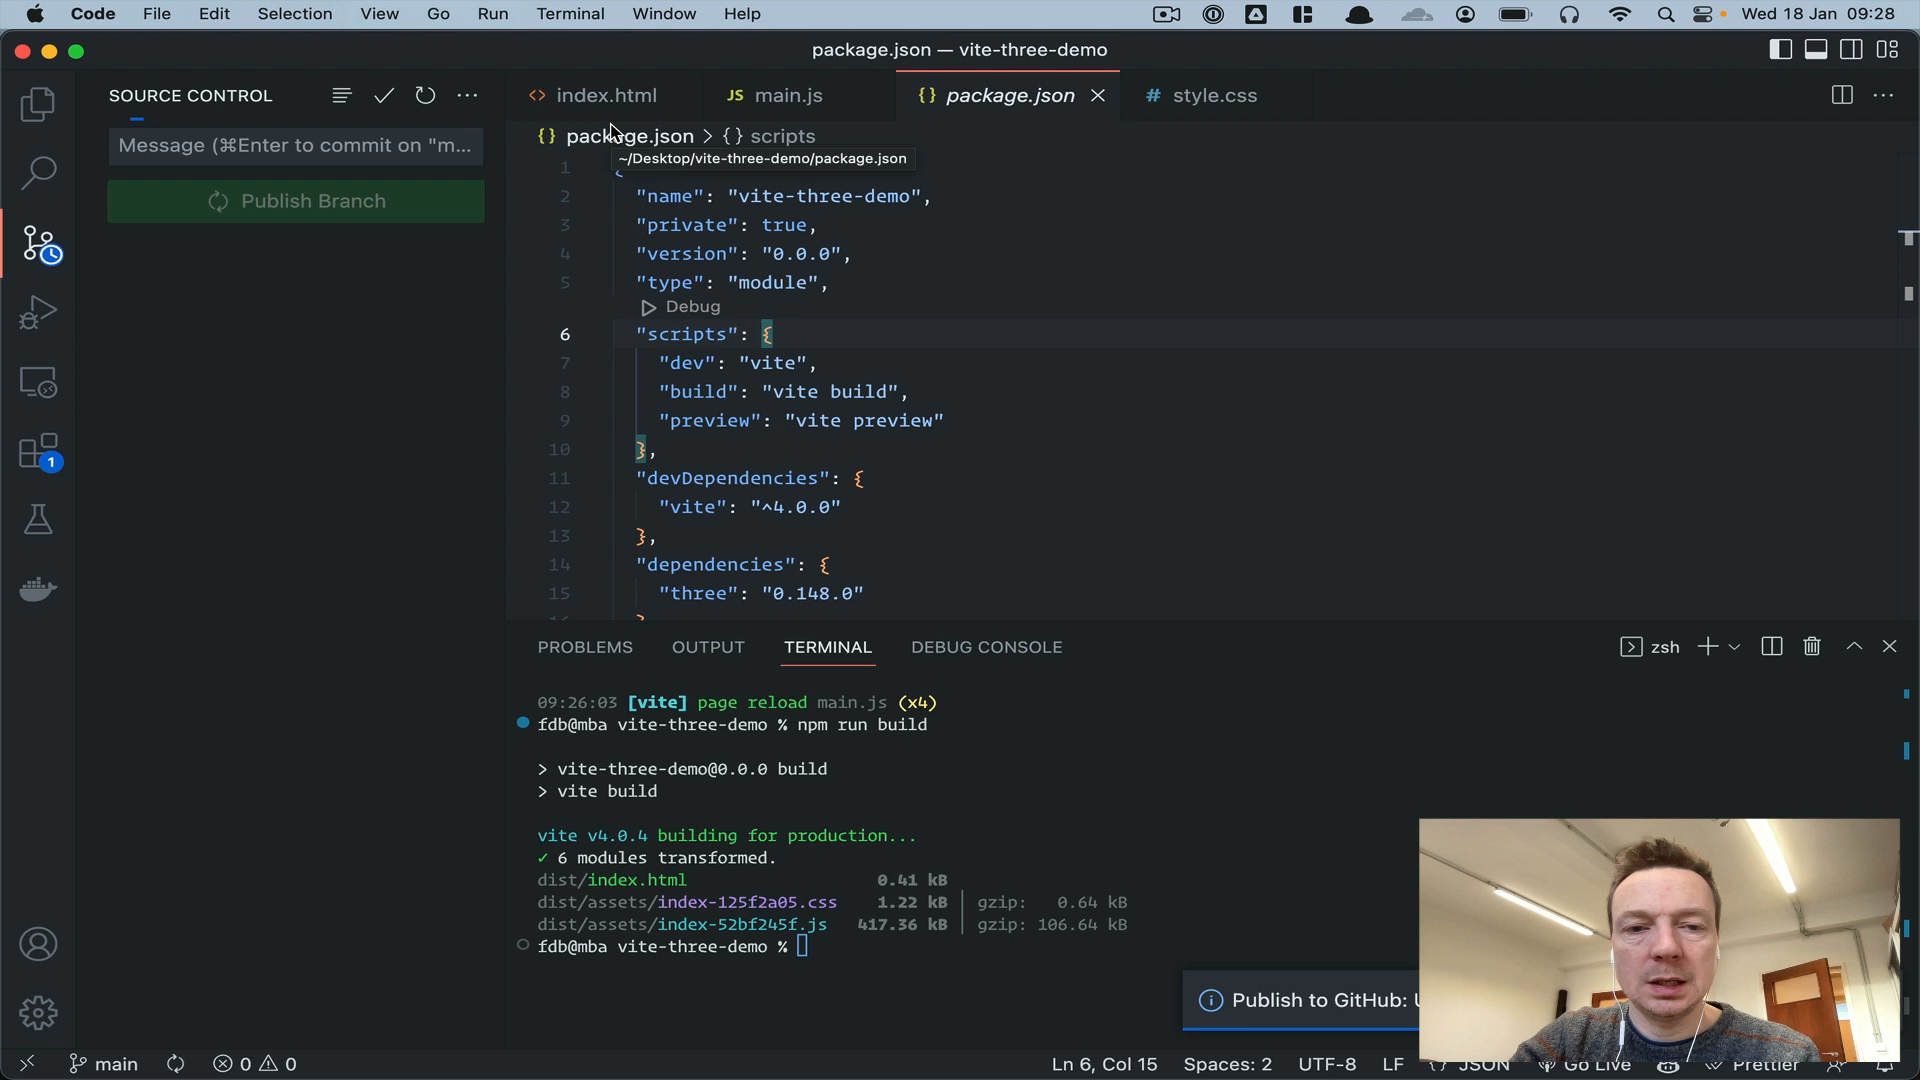 Code File Edit Selection View Go Run Terminal Window Help Wed 18 Jan 09:28
package.json — vite-three-demo
SOURCE CONTROL
index.html
JS main.js
{} package.json
# style.css
Message (⌘Enter to commit on "m...
{} package.json > {} scripts
~/Desktop/vite-three-demo/package.json
Publish Branch
1
2 "name": "vite-three-demo",
3 "private": true,
4 "version": "0.0.0",
5 "type": "module",
Debug
6 "scripts": {
7 "dev": "vite",
8 "build": "vite build",
9 "preview": "vite preview"
10 },
11 "devDependencies": {
12 "vite": "^4.0.0"
13 },
14 "dependencies": {
15 "three": "0.148.0"
1
PROBLEMS OUTPUT TERMINAL DEBUG CONSOLE zsh
09:26:03 [vite] page reload main.js (x4)
fdb@mba vite-three-demo % npm run build
> vite-three-demo@0.0.0 build
> vite build
vite v4.0.4 building for production...
✓ 6 modules transformed.
dist/index.html 0.41 kB
dist/assets/index-125f2a05.css 1.22 kB | gzip: 0.64 kB
dist/assets/index-52bf245f.js 417.36 kB | gzip: 106.64 kB
fdb@mba vite-three-demo %
Publish to GitHub:
main 0 0 Ln 6, Col 15 Spaces: 2 UTF-8 LF {} JSON Go Live Prettier